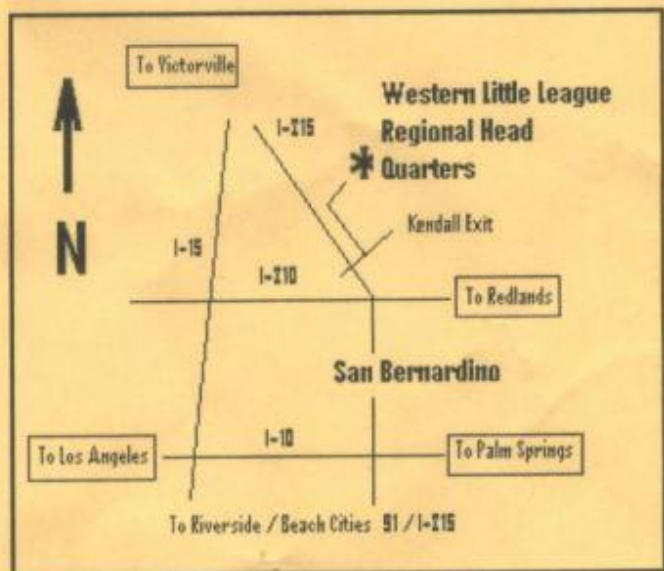 To Victorville
Western Little League
Regional Head
Quarters
I-215
Kendall Exit
N
I-15
I-210
To Redlands
San Bernardino
To Los Angeles
I-10
To Palm Springs
To Riverside / Beach Cities 91 / I-215